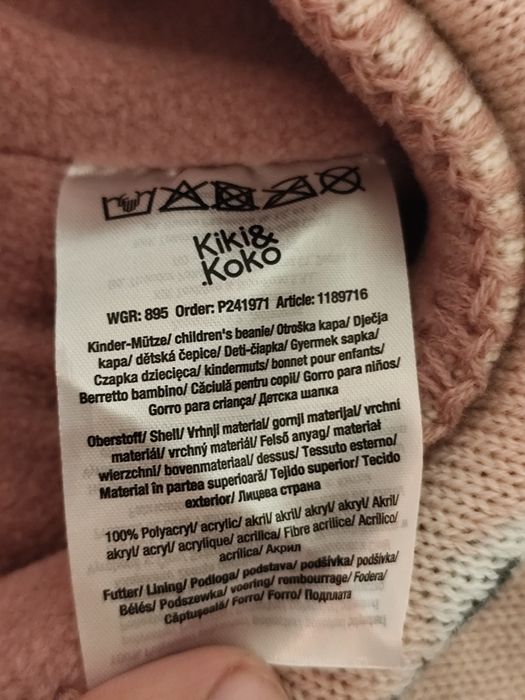 Kiki&
Koko
WGR: 895 Order: P241971 Article: 1189716
Kinder-Mütze/ children's beanie/ Otroška kapa/ Dječja
kapa/ dětská čepice/ Deti-čiapka/ Gyermek sapka/
Czapka dziecięca/ kindermuts/ bonnet pour enfants/
Berretto bambino/ Căciulă pentru copii/ Gorro para niños/
Gorro para criança/ Детска шапка
Oberstoff/ Shell/ Vrhnji material/ gornji materijal/ vrchní
materiál/ vrchný materiál/ Felső anyag/ materiał
wierzchni/ bovenmateriaal/ dessus/ Tessuto esterno/
Material în partea superioară/ Tejido superior/ Tecido
exterior/ Лицева страна
100% Polyacryl/ acrylic/ akril/ akril/ akryl/ akryl/ Akril/
akryl/ acryl/ acrylique/ acrilica/ Fibre acrilice/ Acrílico/
acrílica/ Акрил
Futter/ Lining/ Podloga/ podstava/ podšívka/ podšívka/
Bélés/ Podszewka/ voering/ rembourrage/ Fodera/
Căptușeală/ Forro/ Forro/ Подплата